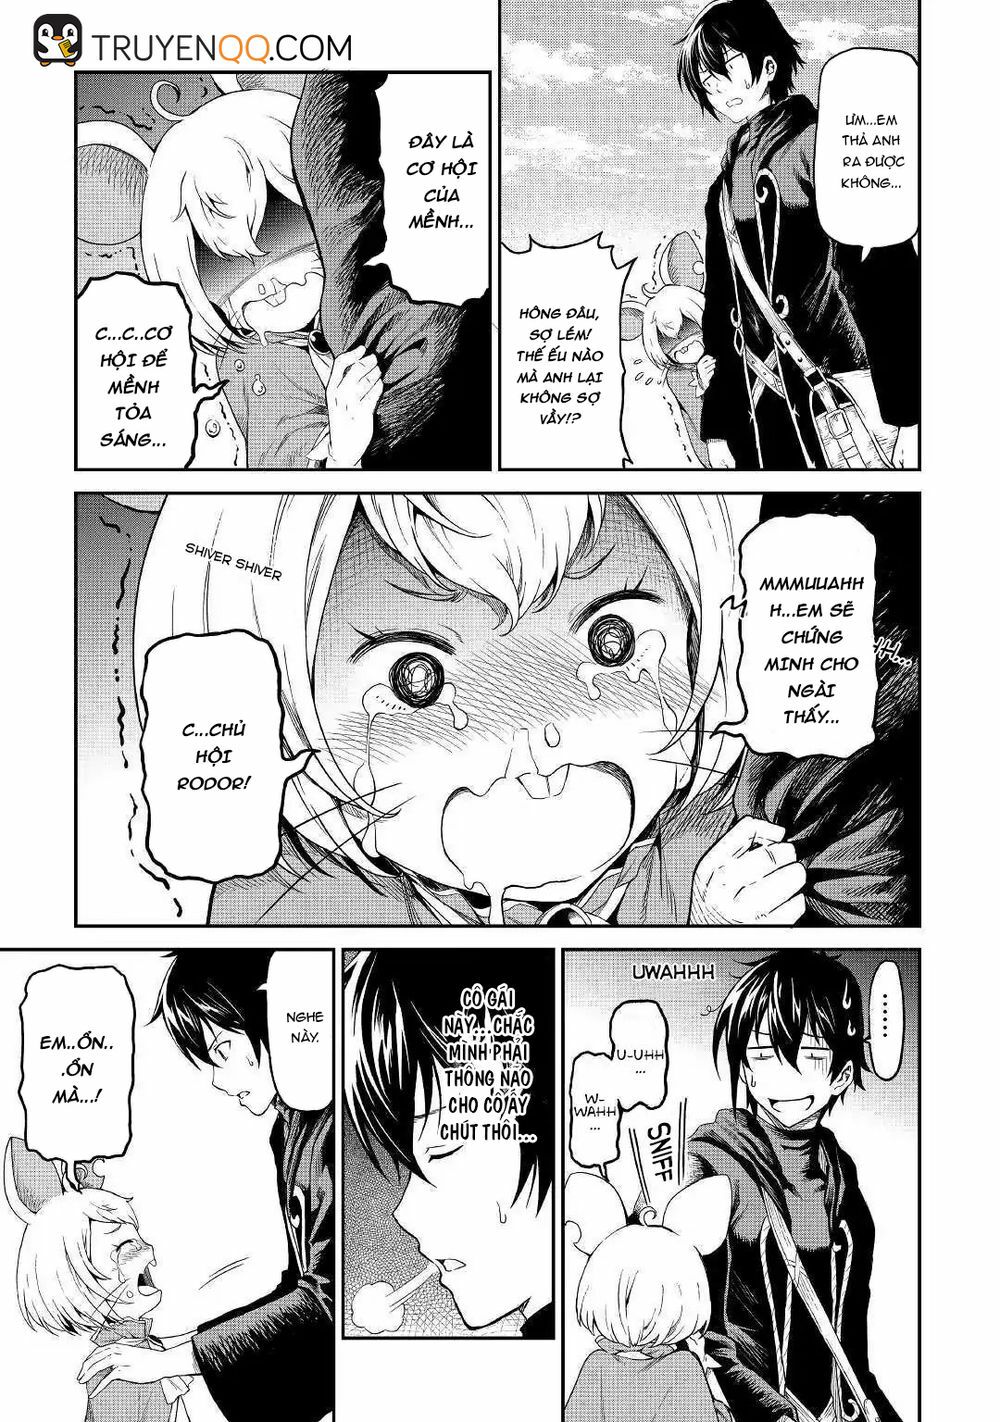 TRUYENQQ.COM
ƯM...EM
THẢ ANH
RA ĐƯỢC
KHÔNG...
HÔNG ĐÂU,
SỢ LÉM!
THẾ ẾU NÀO
MÀ ANH LẠI
KHÔNG SỢ
VẦY!?
ĐÂY LÀ
CƠ HỘI
CỦA
MỀNH...
C...C..CƠ
HỘI ĐỂ
MỀNH
TỎA
SÁNG...
MMMUUAHH
H...EM SẼ
CHỨNG
MINH CHO
NGÀI
THẤY...
SHIVER SHIVER
C...CHỦ
HỘI
RODOR!
UWAHHH
U-UHH
...
W-
WAHH
...
SNIFF
CÔ GÁI
NÀY...CHẮC
MÌNH PHẢI
THÔNG NÃO
CHO CÔ ẤY
CHÚT THÔI...
NGHE
NÀY.
EM..ỔN..
.ỔN
MÀ...!